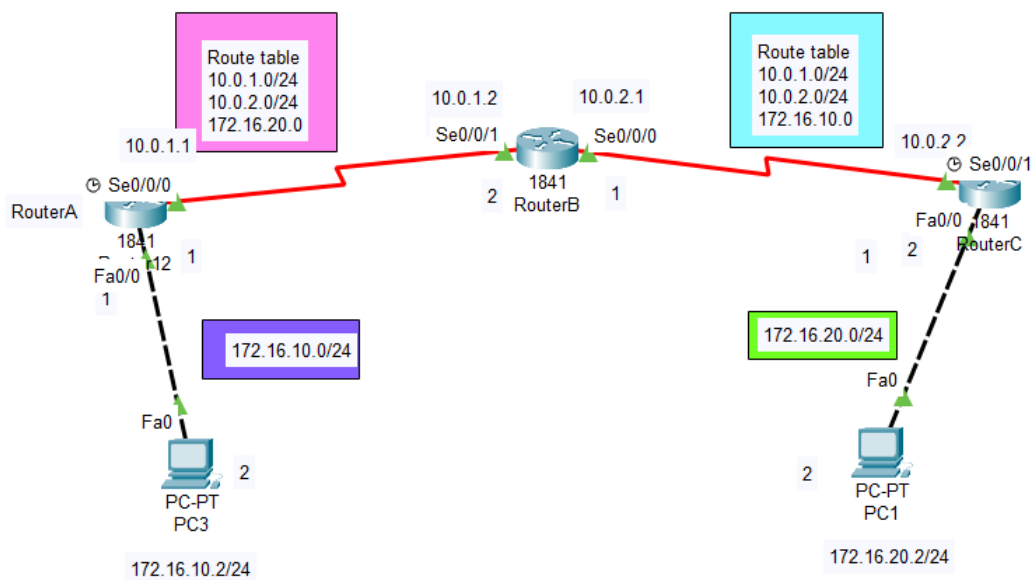 Route table
10.0.1.0/24
10.0.2.0/24
172.16.20.0
Route table
10.0.1.0/24
10.0.2.0/24
172.16.10.0
10.0.1.2
10.0.2.1
Se0/0/1
Se0/0/0
10.0.1.1
10.0.2.2
Se0/0/0
Se0/0/1
1841
RouterB
2
1
RouterA
1841
Fa0/0
1841
RouterC
12
1
Fa0/0
1
1
2
172.16.10.0/24
172.16.20.0/24
Fa0
Fa0
2
2
PC-PT
PC3
PC-PT
PC1
172.16.10.2/24
172.16.20.2/24